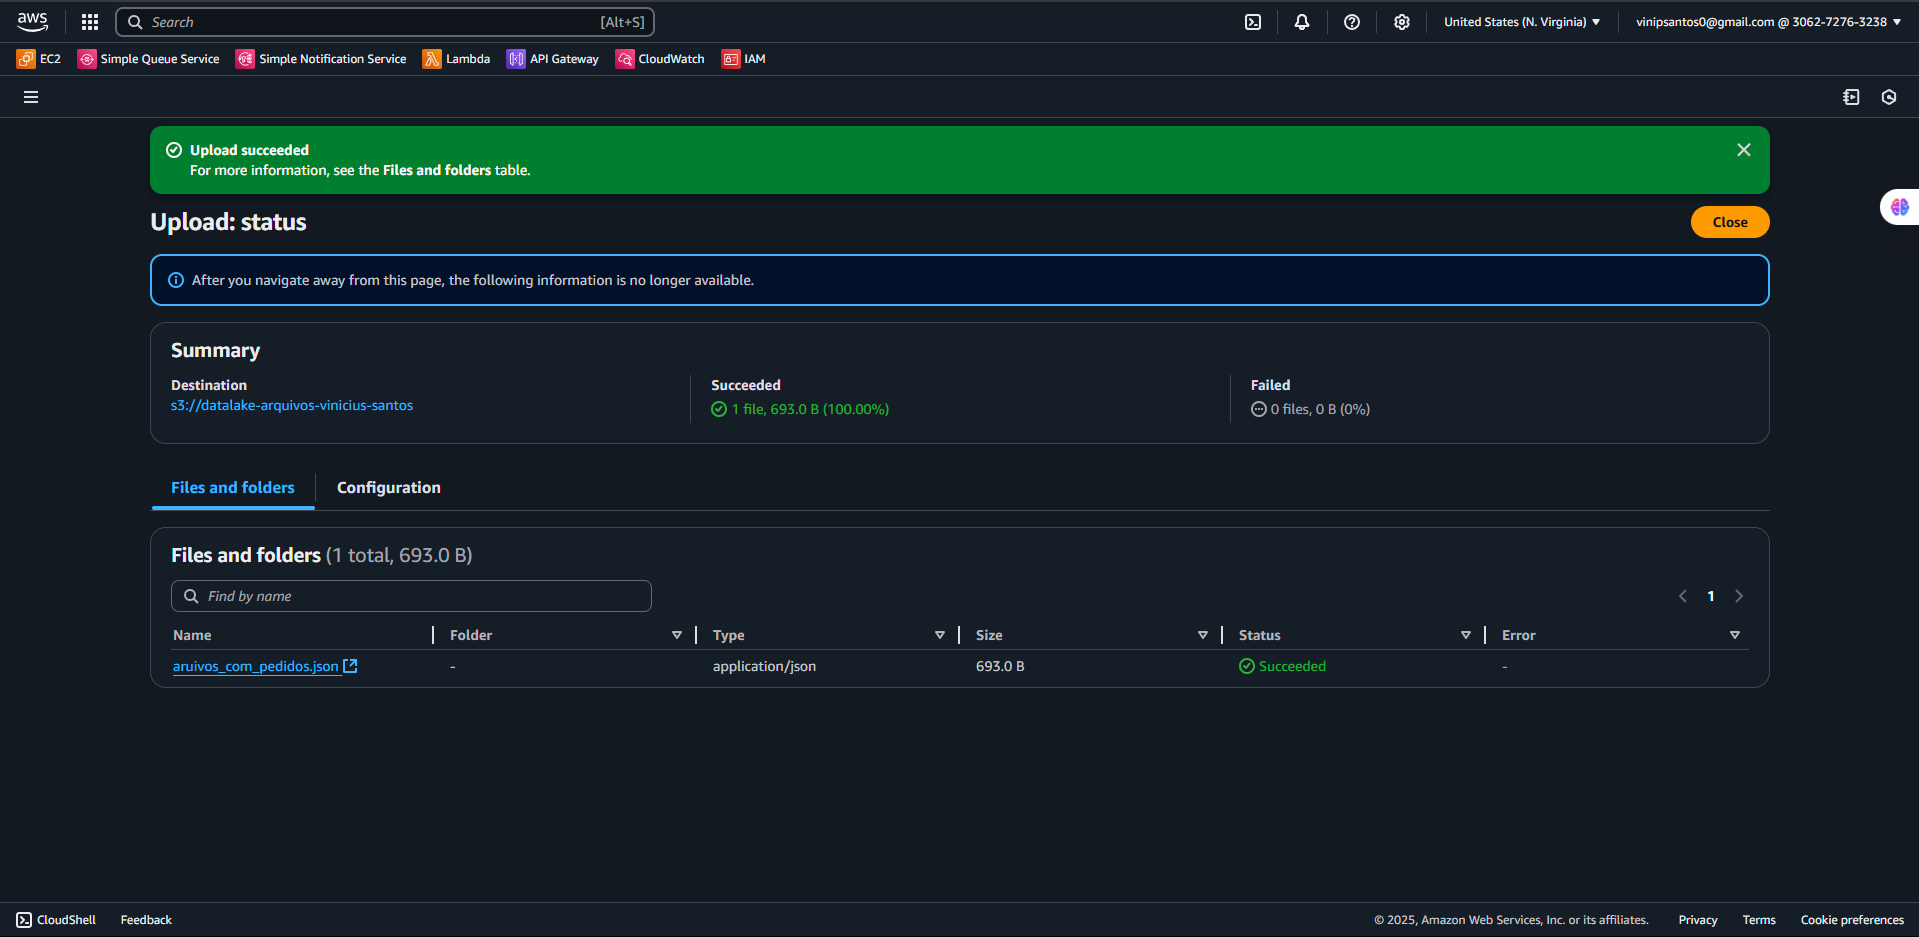 aws
Search [Alt+S] United States (N. Virginia) vinipsantos0@gmail.com @ 3062-7276-3238
EC2 Simple Queue Service Simple Notification Service Lambda API Gateway CloudWatch IAM
Upload succeeded
For more information, see the Files and folders table.
Upload: status Close
After you navigate away from this page, the following information is no longer available.
Summary
Destination Succeeded Failed
s3://datalake-arquivos-vinicius-santos 1 file, 693.0 B (100.00%) 0 files, 0 B (0%)
Files and folders Configuration
Files and folders (1 total, 693.0 B)
Find by name 1
Name Folder Type Size Status Error
aruivos_com_pedidos.json - application/json 693.0 B Succeeded -
CloudShell Feedback © 2025, Amazon Web Services, Inc. or its affiliates. Privacy Terms Cookie preferences